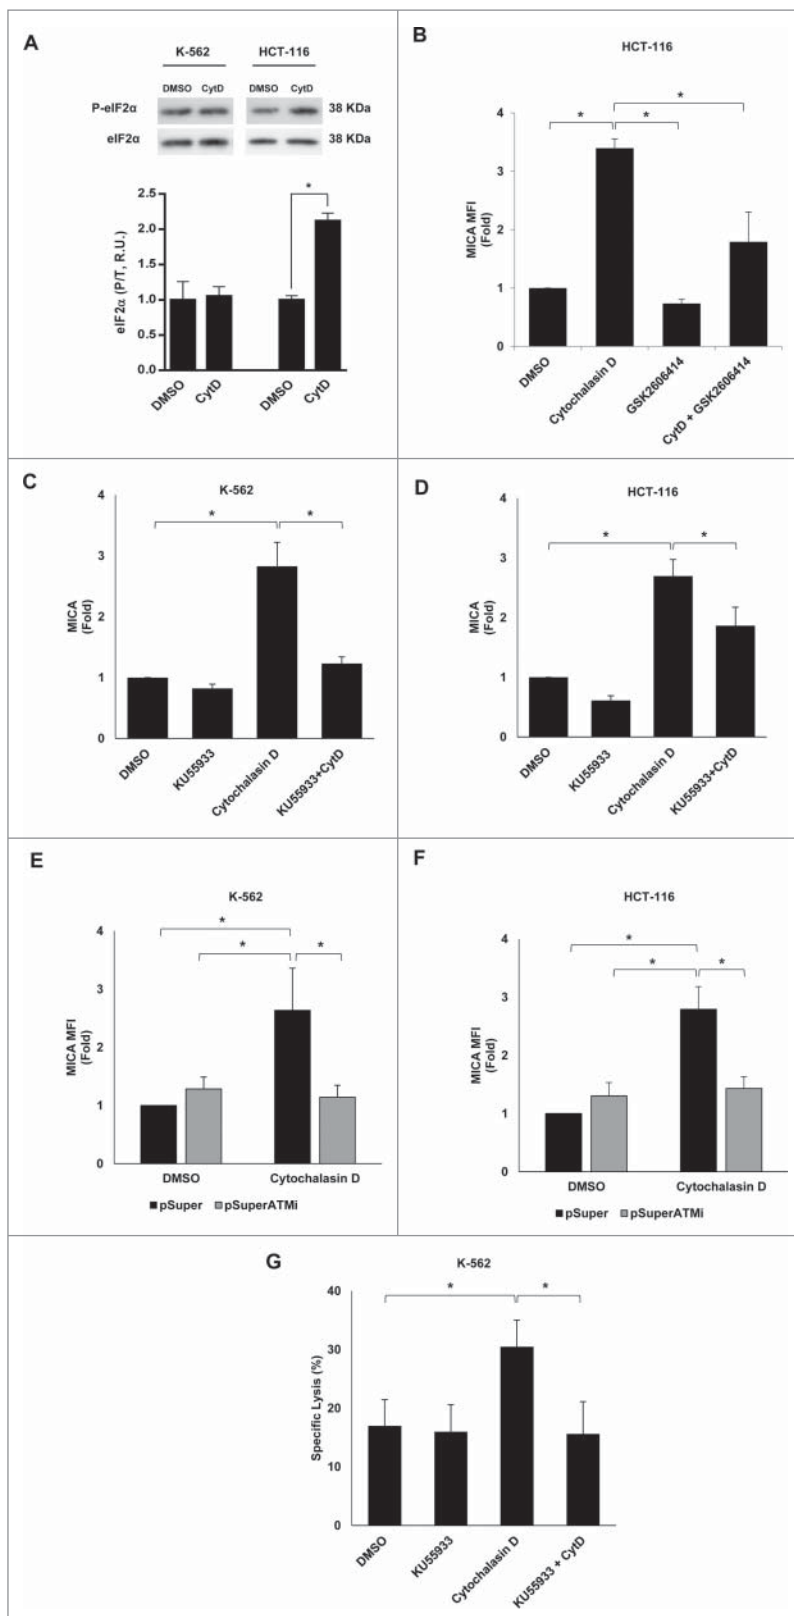 A
K-562 HCT-116
DMSO CytD DMSO CytD
P-eIF2α 38 KDa
eIF2α 38 KDa
eIF2α (P/T, R.U.)
2.5
2.0
1.5
1.0
0.5
0.0
*
DMSO CytD DMSO CytD
B
HCT-116
MICA MFI
(Fold)
4
3
2
1
0
*
* *
DMSO Cytochalasin D GSK2606414 CytD + GSK2606414
C
K-562
MICA
(Fold)
4
3
2
1
0
* *
DMSO KU55933 Cytochalasin D KU55933+CytD
D
HCT-116
MICA
(Fold)
4
3
2
1
0
* *
DMSO KU55933 Cytochalasin D KU55933+CytD
E
K-562
MICA MFI
(Fold)
4
3
2
1
0
*
* *
DMSO Cytochalasin D
pSuper pSuperATMi
F
HCT-116
MICA MFI
(Fold)
4
3
2
1
0
*
* *
DMSO Cytochalasin D
pSuper pSuperATMi
G
K-562
Specific Lysis (%)
40
30
20
10
0
* *
DMSO KU55933 Cytochalasin D KU55933 + CytD